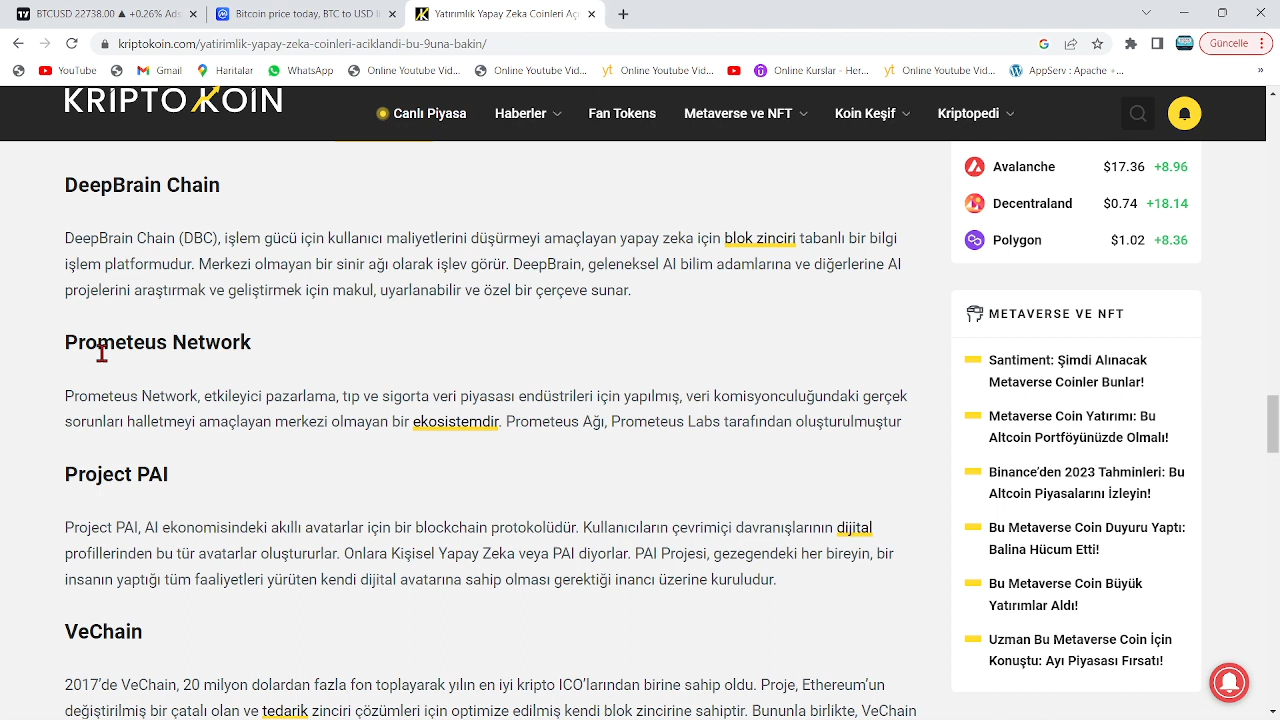 BTCUSD 22738.00 ▲ +0.26% Ads
Bitcoin price today, BTC to USD li
Yatırımlık Yapay Zeka Coinleri Açı
kriptokoin.com/yatirimlik-yapay-zeka-coinleri-aciklandi-bu-9una-bakiv/
Güncelle
YouTube
Gmail
Haritalar
WhatsApp
Online Youtube Vid...
Online Youtube Vid...
Online Youtube Vid...
Online Kurslar - Her...
Online Youtube Vid...
AppServ : Apache +...
»
KRIPTO KOIN
Canlı Piyasa
Haberler
Fan Tokens
Metaverse ve NFT
Koin Keşif
Kriptopedi
DeepBrain Chain
DeepBrain Chain (DBC), işlem gücü için kullanıcı maliyetlerini düşürmeyi amaçlayan yapay zeka için blok zinciri tabanlı bir bilgi
işlem platformudur. Merkezi olmayan bir sinir ağı olarak işlev görür. DeepBrain, geleneksel AI bilim adamlarına ve diğerlerine AI
projelerini araştırmak ve geliştirmek için makul, uyarlanabilir ve özel bir çerçeve sunar.
Prometeus Network
Prometeus Network, etkileyici pazarlama, tıp ve sigorta veri piyasası endüstrileri için yapılmış, veri komisyonculuğundaki gerçek
sorunları halletmeyi amaçlayan merkezi olmayan bir ekosistemdir. Prometeus Ağı, Prometeus Labs tarafından oluşturulmuştur
Project PAI
Project PAI, AI ekonomisindeki akıllı avatarlar için bir blockchain protokolüdür. Kullanıcıların çevrimiçi davranışlarının dijital
profillerinden bu tür avatarlar oluştururlar. Onlara Kişisel Yapay Zeka veya PAI diyorlar. PAI Projesi, gezegendeki her bireyin, bir
insanın yaptığı tüm faaliyetleri yürüten kendi dijital avatarına sahip olması gerektiği inancı üzerine kuruludur.
VeChain
2017'de VeChain, 20 milyon dolardan fazla fon toplayarak yılın en iyi kripto ICO'larından birine sahip oldu. Proje, Ethereum'un
değiştirilmiş bir çatalı olan ve tedarik zinciri çözümleri için optimize edilmiş kendi blok zincirine sahiptir. Bununla birlikte, VeChain
Avalanche $17.36 +8.96
Decentraland $0.74 +18.14
Polygon $1.02 +8.36
METAVERSE VE NFT
Santiment: Şimdi Alınacak
Metaverse Coinler Bunlar!
Metaverse Coin Yatırımı: Bu
Altcoin Portföyünüzde Olmalı!
Binance'den 2023 Tahminleri: Bu
Altcoin Piyasalarını İzleyin!
Bu Metaverse Coin Duyuru Yaptı:
Balina Hücum Etti!
Bu Metaverse Coin Büyük
Yatırımlar Aldı!
Uzman Bu Metaverse Coin İçin
Konuştu: Ayı Piyasası Fırsatı!